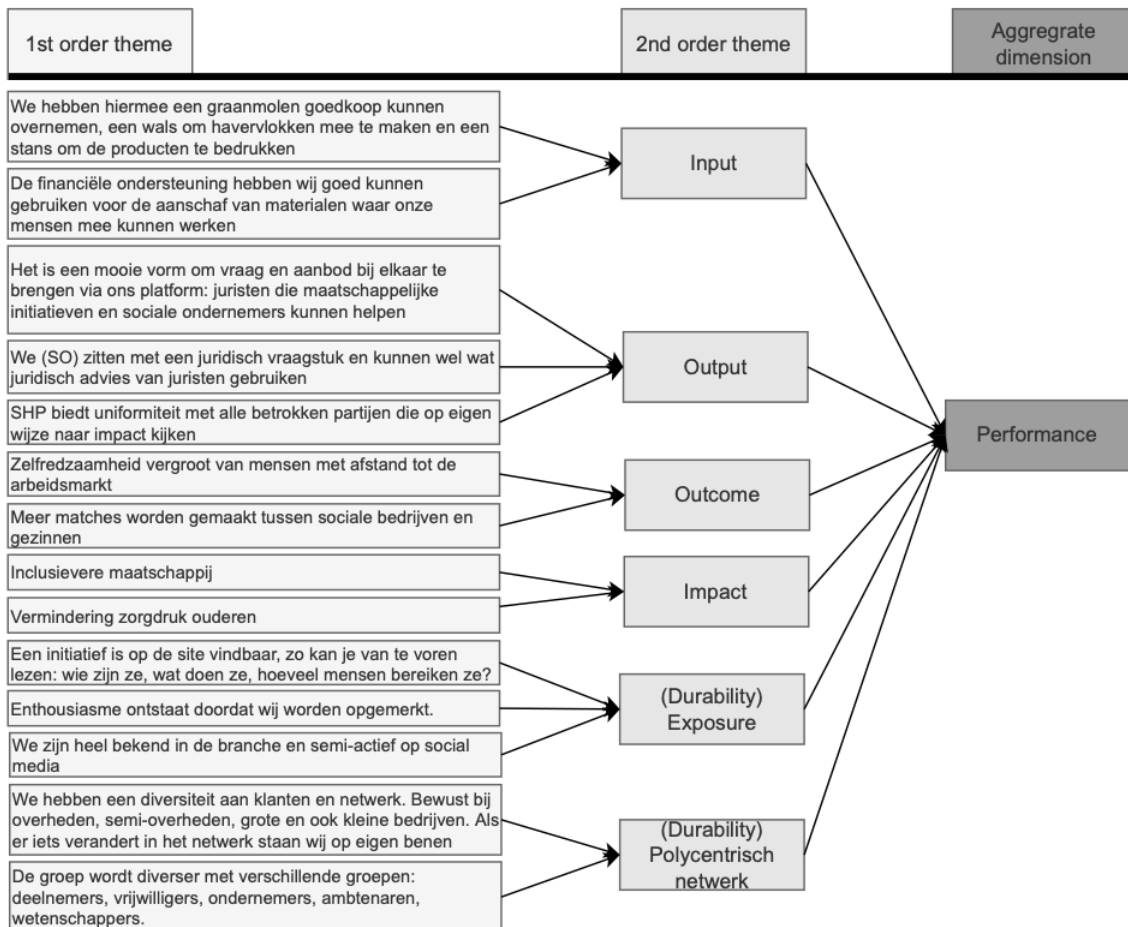 1st order theme
2nd order theme
Aggregrate
dimension
We hebben hiermee een graanmolen goedkoop kunnen
overnemen, een wals om havervlokken mee te maken en een
stans om de producten te bedrukken
De financiële ondersteuning hebben wij goed kunnen
gebruiken voor de aanschaf van materialen waar onze
mensen mee kunnen werken
Input
Het is een mooie vorm om vraag en aanbod bij elkaar te
brengen via ons platform: juristen die maatschappelijke
initiatieven en sociale ondernemers kunnen helpen
We (SO) zitten met een juridisch vraagstuk en kunnen wel wat
juridisch advies van juristen gebruiken
SHP biedt uniformiteit met alle betrokken partijen die op eigen
wijze naar impact kijken
Output
Zelfredzaamheid vergroot van mensen met afstand tot de
arbeidsmarkt
Meer matches worden gemaakt tussen sociale bedrijven en
gezinnen
Outcome
Inclusievere maatschappij
Vermindering zorgdruk ouderen
Impact
Een initiatief is op de site vindbaar, zo kan je van te voren
lezen: wie zijn ze, wat doen ze, hoeveel mensen bereiken ze?
Enthousiasme ontstaat doordat wij worden opgemerkt.
We zijn heel bekend in de branche en semi-actief op social
media
(Durability)
Exposure
We hebben een diversiteit aan klanten en netwerk. Bewust bij
overheden, semi-overheden, grote en ook kleine bedrijven. Als
er iets verandert in het netwerk staan wij op eigen benen
De groep wordt diverser met verschillende groepen:
deelnemers, vrijwilligers, ondernemers, ambtenaren,
wetenschappers.
(Durability)
Polycentrisch
netwerk
Performance